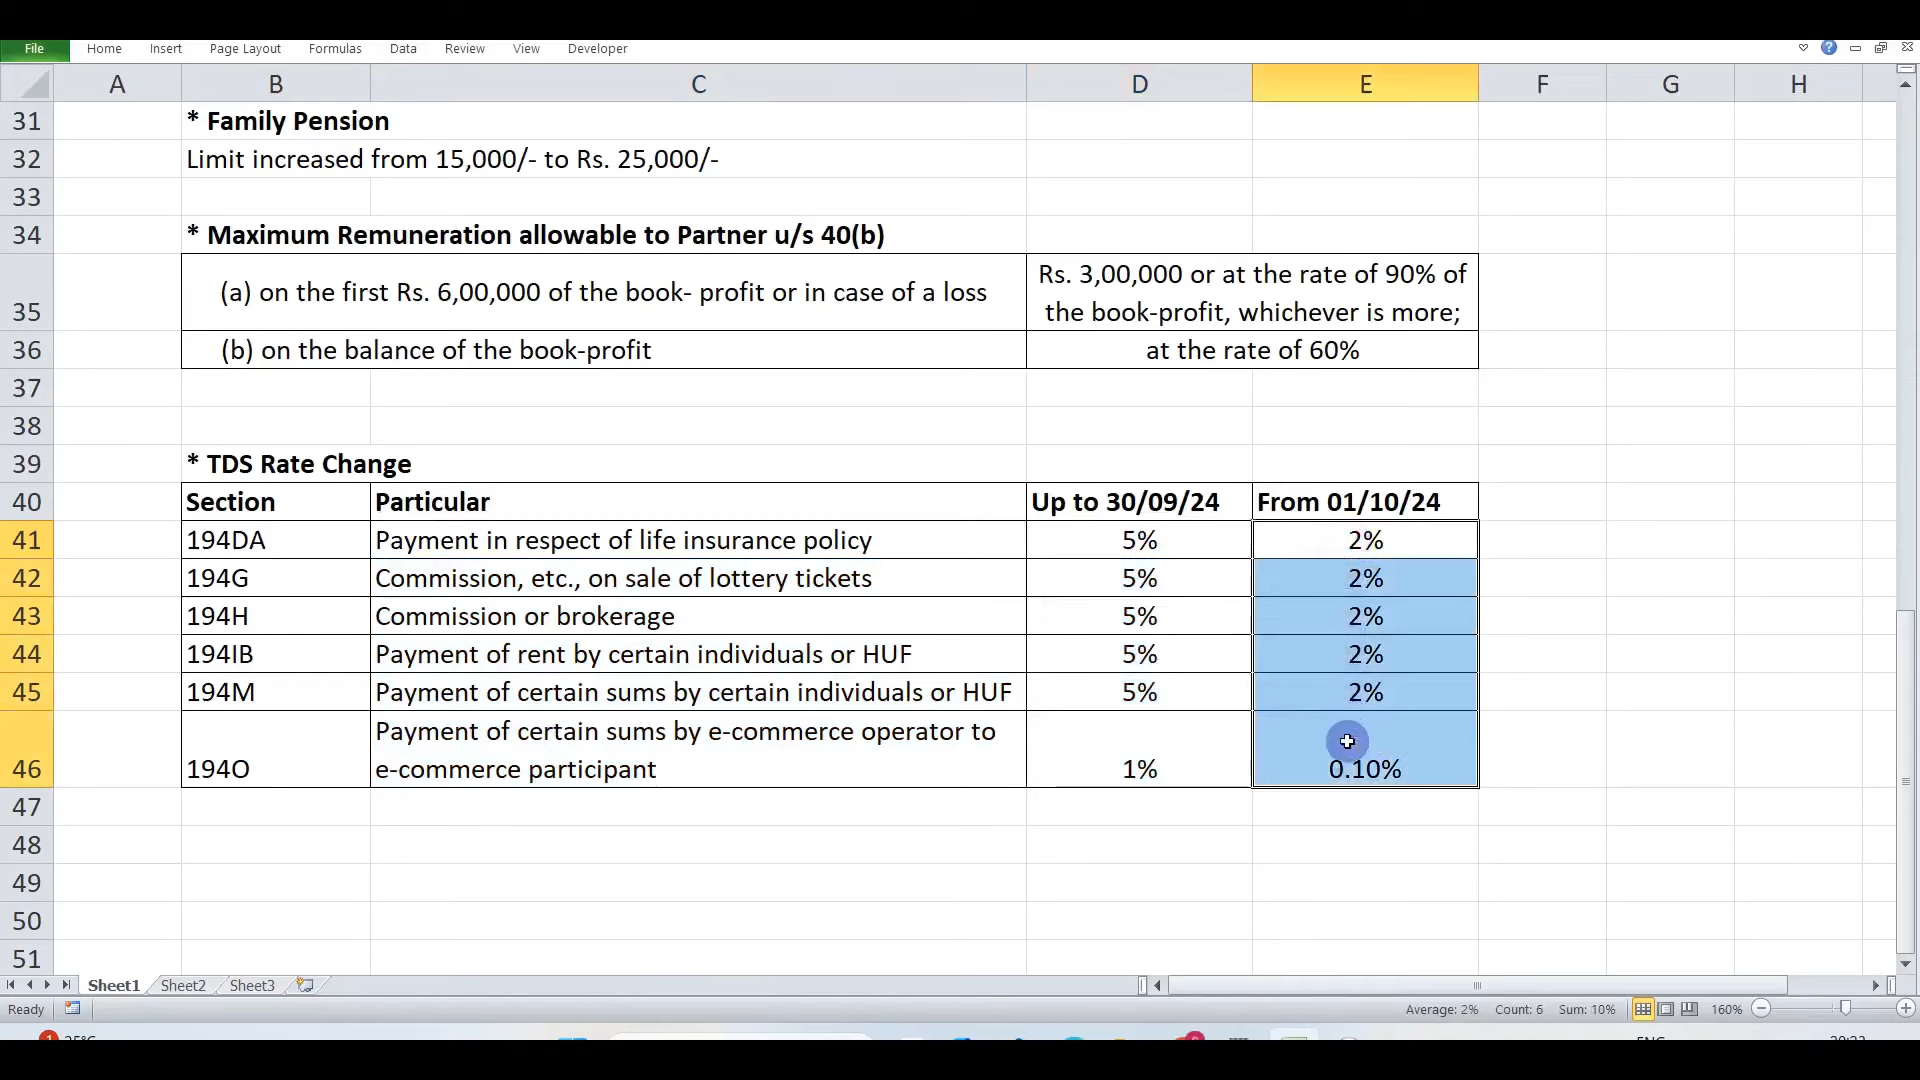 File Home Insert Page Layout Formulas Data Review View Developer
A B C D E F G H
31 * Family Pension
32 Limit increased from 15,000/- to Rs. 25,000/-
33
34 * Maximum Remuneration allowable to Partner u/s 40(b)
35 (a) on the first Rs. 6,00,000 of the book- profit or in case of a loss Rs. 3,00,000 or at the rate of 90% of
the book-profit, whichever is more;
36 (b) on the balance of the book-profit at the rate of 60%
37
38
39 * TDS Rate Change
40 Section Particular Up to 30/09/24 From 01/10/24
41 194DA Payment in respect of life insurance policy 5% 2%
42 194G Commission, etc., on sale of lottery tickets 5% 2%
43 194H Commission or brokerage 5% 2%
44 194IB Payment of rent by certain individuals or HUF 5% 2%
45 194M Payment of certain sums by certain individuals or HUF 5% 2%
Payment of certain sums by e-commerce operator to
46 194O e-commerce participant 1% 0.10%
47
48
49
50
51
Sheet1 Sheet2 Sheet3
Ready Average: 2% Count: 6 Sum: 10% 160%